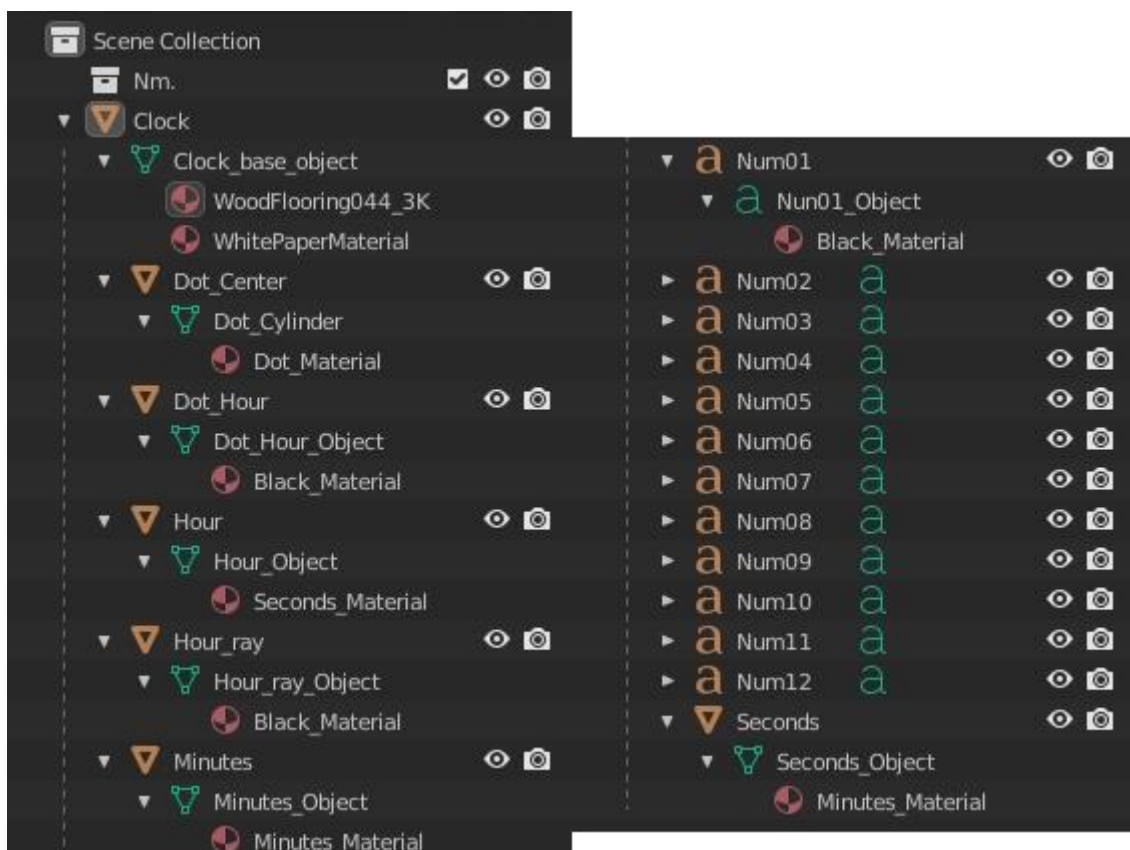 Scene Collection
Nm.
Clock
Clock_base_object
WoodFlooring044_3K
WhitePaperMaterial
Dot_Center
Dot_Cylinder
Dot_Material
Dot_Hour
Dot_Hour_Object
Black_Material
Hour
Hour_Object
Seconds_Material
Hour_ray
Hour_ray_Object
Black_Material
Minutes
Minutes_Object
Minutes_Material
Num01
Nun01_Object
Black_Material
Num02
Num03
Num04
Num05
Num06
Num07
Num08
Num09
Num10
Num11
Num12
Seconds
Seconds_Object
Minutes_Material